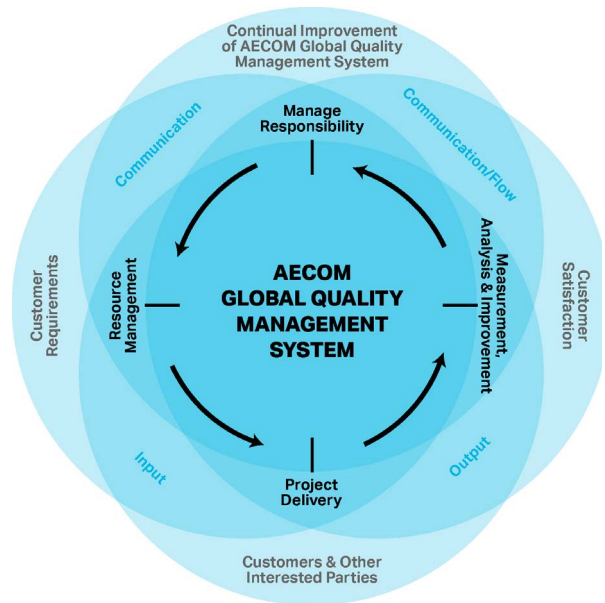 Continual Improvement
of AECOM Global Quality
Management System
Communication
Manage
Responsibility
Communication/Flow
Customer
Requirements
Resource
Management
AECOM
GLOBAL QUALITY
MANAGEMENT
SYSTEM
Measurement,
Analysis & Improvement
Customer
Satisfaction
Input
Project
Delivery
Output
Customers & Other
Interested Parties